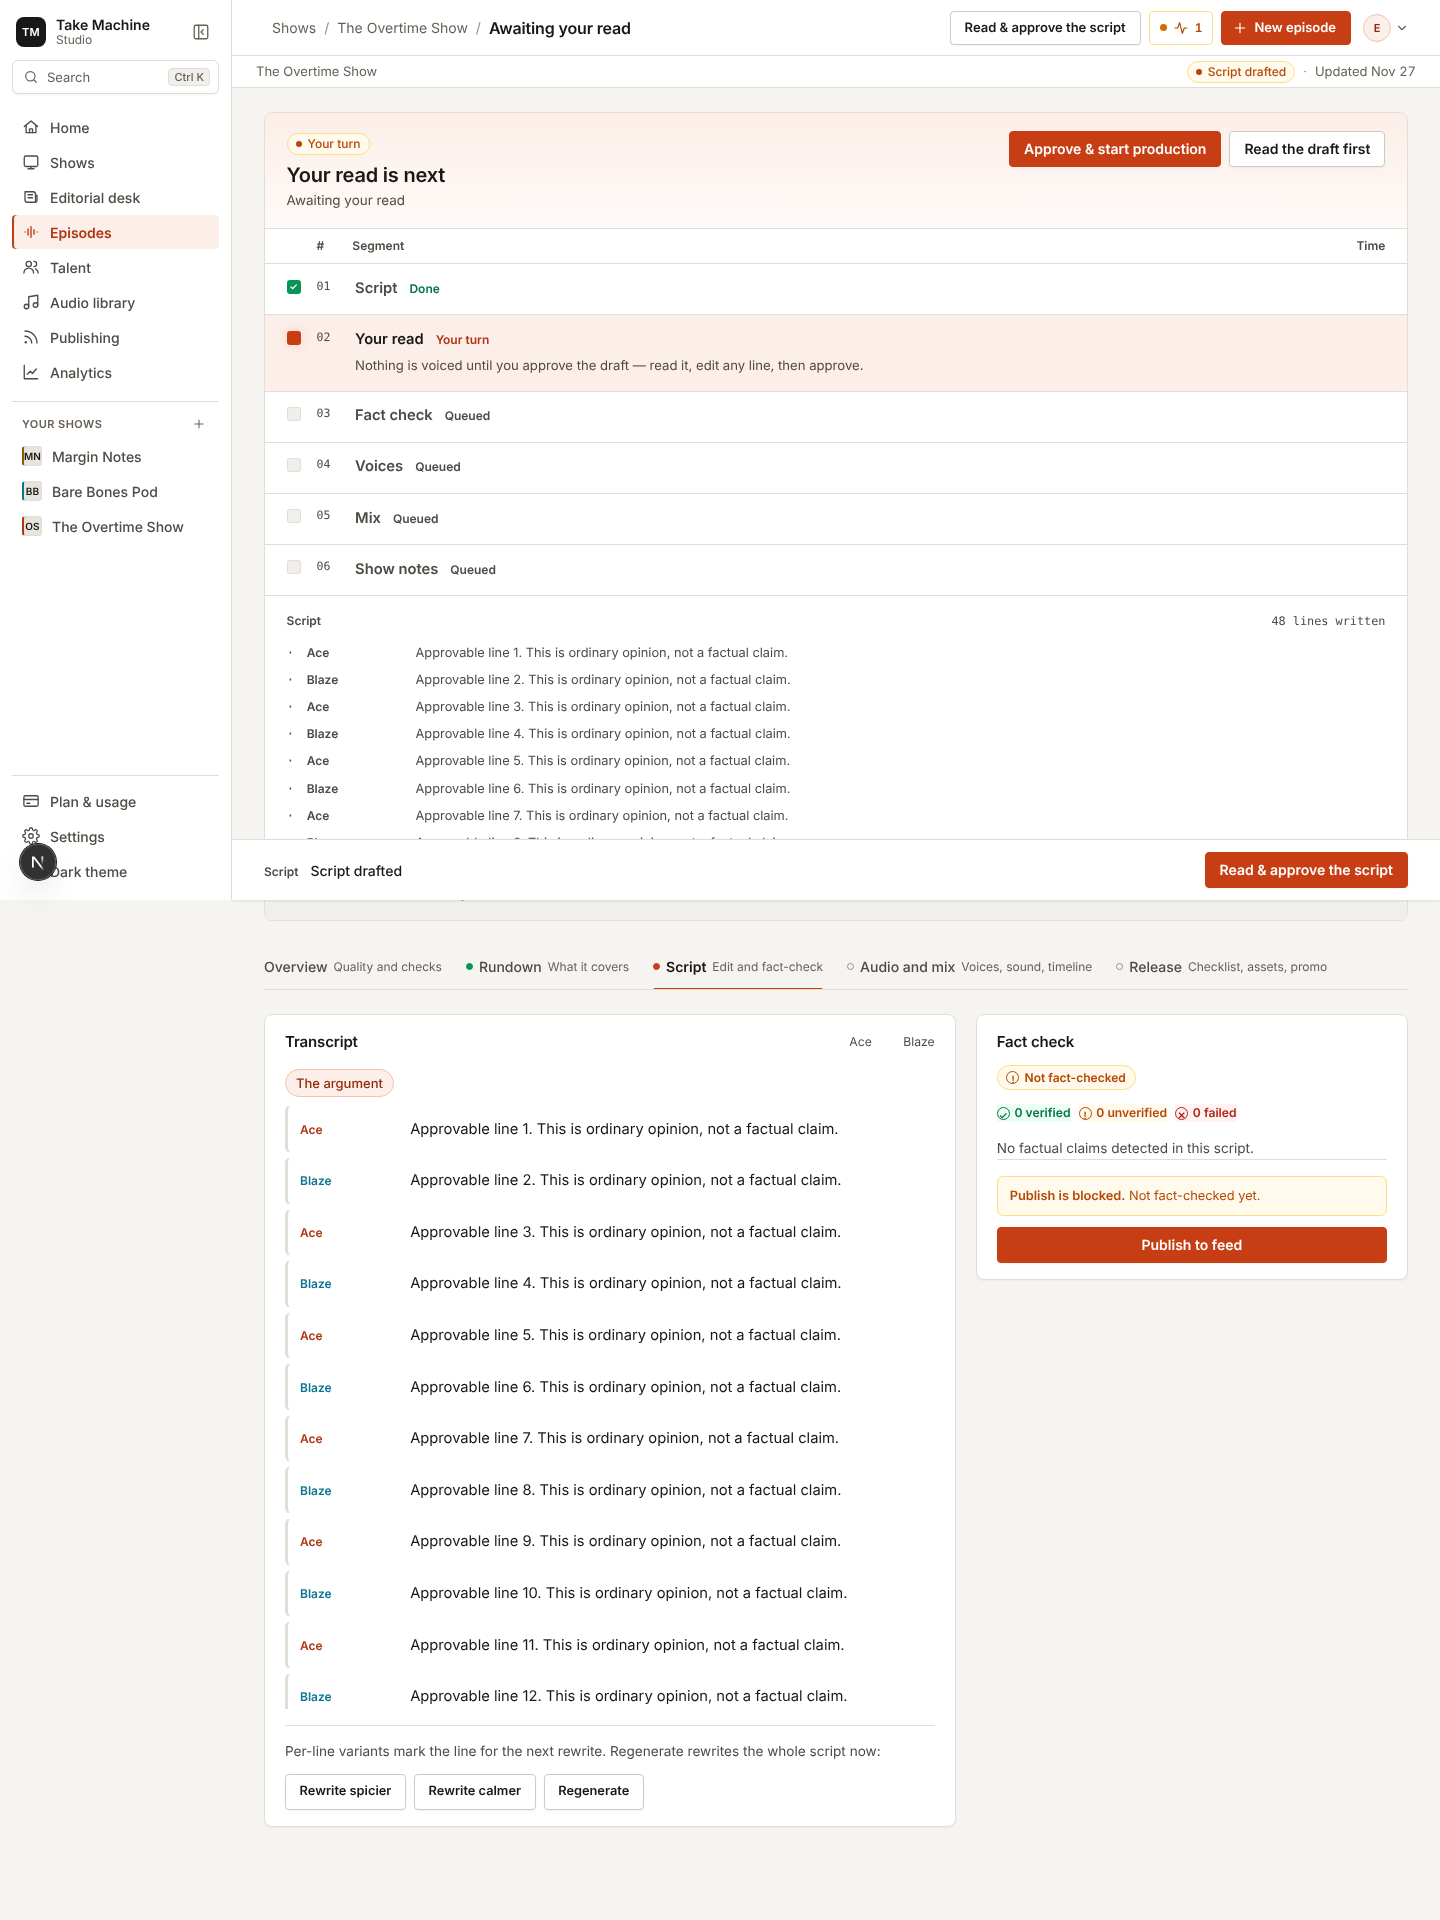 TM Take Machine
Studio
Search Ctrl K
Home
Shows
Editorial desk
Episodes
Talent
Audio library
Publishing
Analytics
YOUR SHOWS
MN Margin Notes
BB Bare Bones Pod
OS The Overtime Show
Plan & usage
Settings
N Dark theme
Shows / The Overtime Show / Awaiting your read
Read & approve the script
1
New episode
E
The Overtime Show
Script drafted · Updated Nov 27
Your turn
Your read is next
Awaiting your read
Approve & start production
Read the draft first
# Segment Time
01 Script Done
02 Your read Your turn
Nothing is voiced until you approve the draft — read it, edit any line, then approve.
03 Fact check Queued
04 Voices Queued
05 Mix Queued
06 Show notes Queued
Script 48 lines written
· Ace Approvable line 1. This is ordinary opinion, not a factual claim.
· Blaze Approvable line 2. This is ordinary opinion, not a factual claim.
· Ace Approvable line 3. This is ordinary opinion, not a factual claim.
· Blaze Approvable line 4. This is ordinary opinion, not a factual claim.
· Ace Approvable line 5. This is ordinary opinion, not a factual claim.
· Blaze Approvable line 6. This is ordinary opinion, not a factual claim.
· Ace Approvable line 7. This is ordinary opinion, not a factual claim.
Script Script drafted
Read & approve the script
Overview Quality and checks
Rundown What it covers
Script Edit and fact-check
Audio and mix Voices, sound, timeline
Release Checklist, assets, promo
Transcript Ace Blaze
The argument
Ace Approvable line 1. This is ordinary opinion, not a factual claim.
Blaze Approvable line 2. This is ordinary opinion, not a factual claim.
Ace Approvable line 3. This is ordinary opinion, not a factual claim.
Blaze Approvable line 4. This is ordinary opinion, not a factual claim.
Ace Approvable line 5. This is ordinary opinion, not a factual claim.
Blaze Approvable line 6. This is ordinary opinion, not a factual claim.
Ace Approvable line 7. This is ordinary opinion, not a factual claim.
Blaze Approvable line 8. This is ordinary opinion, not a factual claim.
Ace Approvable line 9. This is ordinary opinion, not a factual claim.
Blaze Approvable line 10. This is ordinary opinion, not a factual claim.
Ace Approvable line 11. This is ordinary opinion, not a factual claim.
Blaze Approvable line 12. This is ordinary opinion, not a factual claim.
Per-line variants mark the line for the next rewrite. Regenerate rewrites the whole script now:
Rewrite spicier
Rewrite calmer
Regenerate
Fact check
Not fact-checked
0 verified 0 unverified 0 failed
No factual claims detected in this script.
Publish is blocked. Not fact-checked yet.
Publish to feed